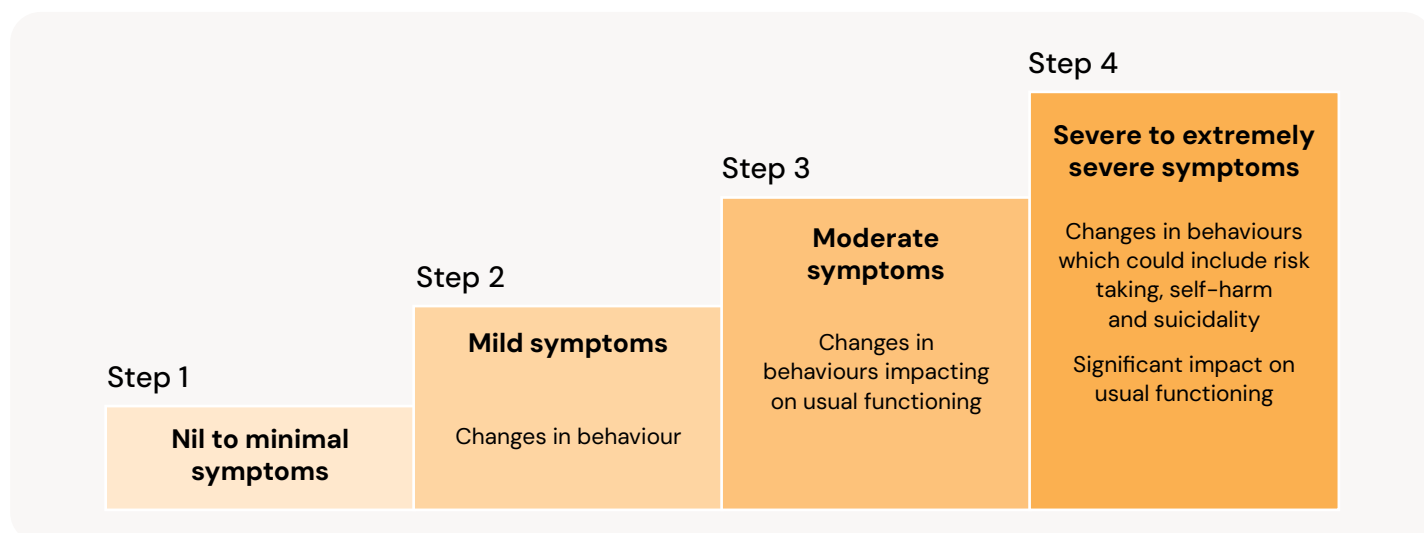 Step 1
Nil to minimal
symptoms
Step 2
Mild symptoms
Changes in behaviour
Step 3
Moderate
symptoms
Changes in
behaviours impacting
on usual functioning
Step 4
Severe to extremely
severe symptoms
Changes in behaviours
which could include risk
taking, self-harm
and suicidality
Significant impact on
usual functioning